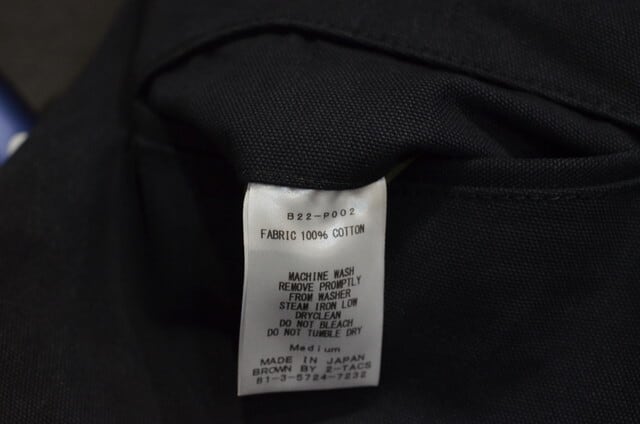 B22-P002
FABRIC 100% COTTON
MACHINE WASH
REMOVE PROMPTLY
FROM WASHER
STEAM IRON LOW
DRYCLEAN
DO NOT BLEACH
DO NOT TUMBLE DRY
Medium
MADE IN JAPAN
BROWN BY 2-TACS
81-3-5724-7232